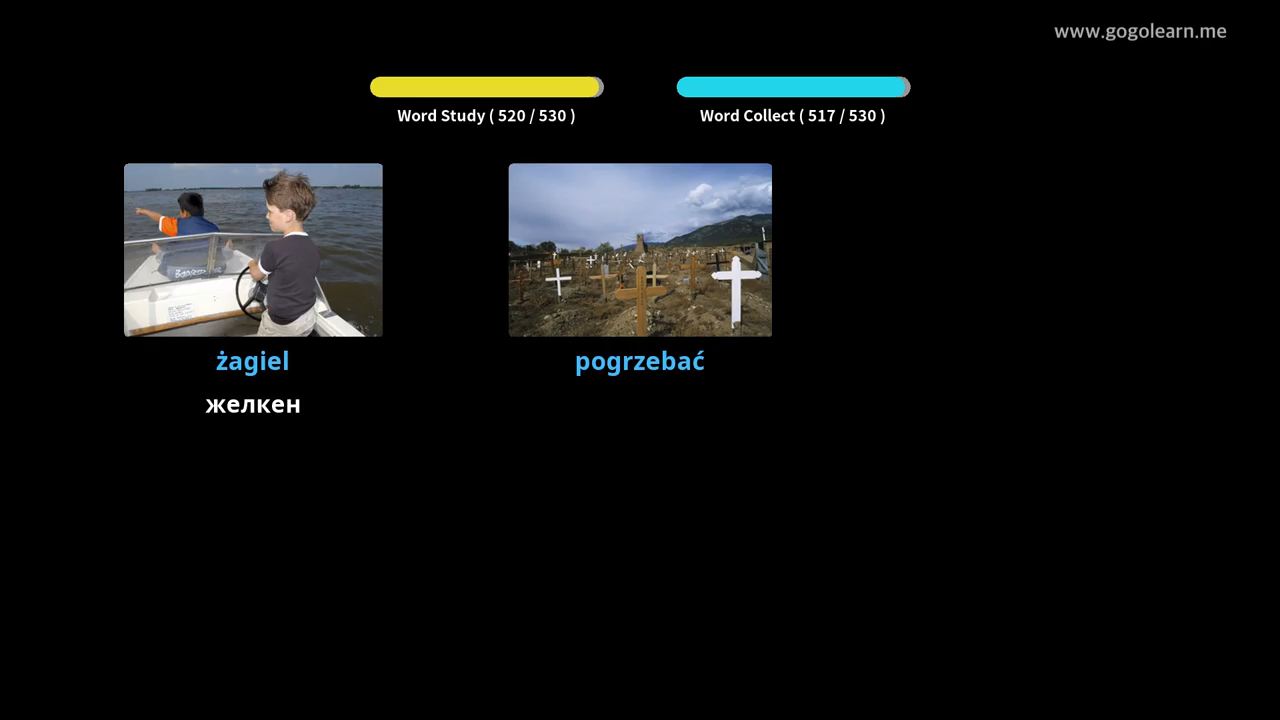 www.gogolearn.me
Word Study ( 520 / 530 )
Word Collect ( 517 / 530 )
żagiel
pogrzebać
желкен